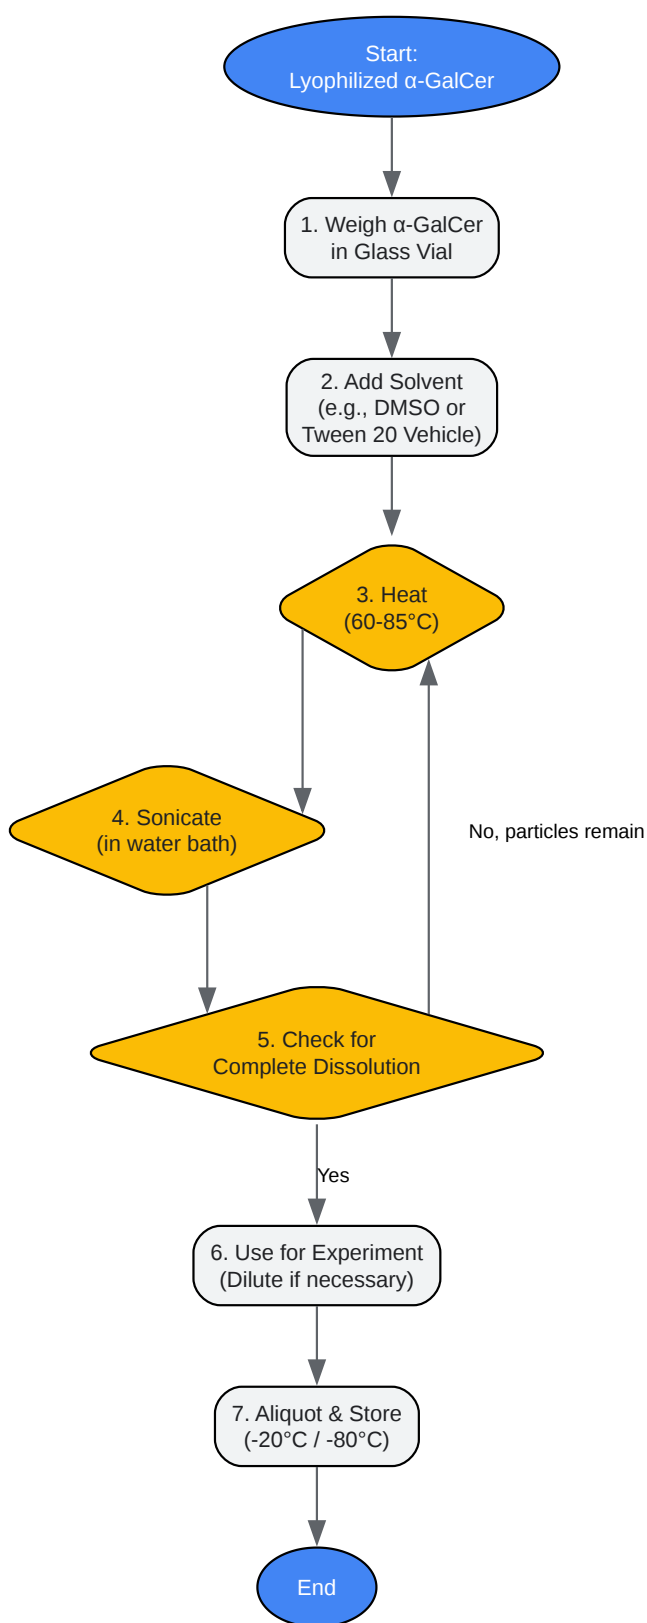 Start:
Lyophilized α-GalCer
1. Weigh α-GalCer
in Glass Vial
2. Add Solvent
(e.g., DMSO or
Tween 20 Vehicle)
3. Heat
(60-85°C)
4. Sonicate
(in water bath)
No, particles remain
5. Check for
Complete Dissolution
Yes
6. Use for Experiment
(Dilute if necessary)
7. Aliquot & Store
(-20°C / -80°C)
End